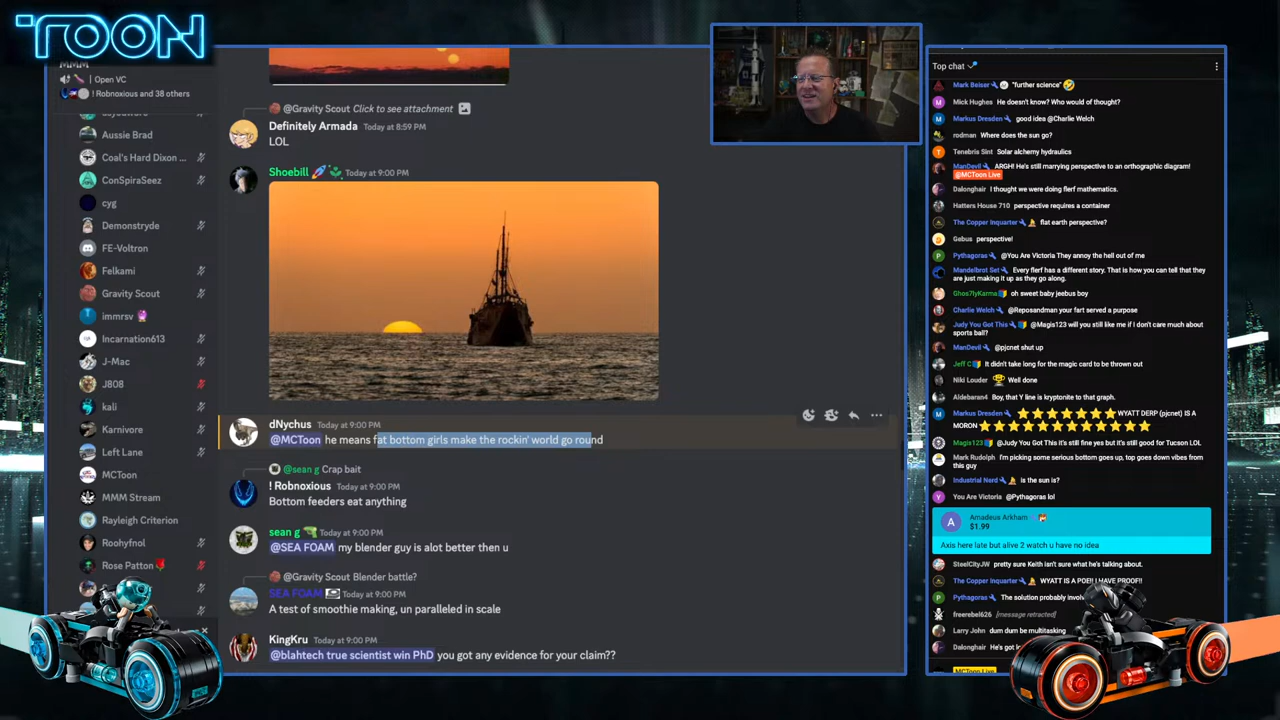 TOON
Open VC
! Robnoxious and 38 others
Aussie Brad
Coal's Hard Dixon ...
ConSpiraSeez
cyg
Demonstryde
FE-Voltron
Felkami
Gravity Scout
immrsv
Incarnation613
J-Mac
J808
kali
Karnivore
Left Lane
MCToon
MMM Stream
Rayleigh Criterion
Roohyfnol
Rose Patton
@Gravity Scout Click to see attachment
Definitely Armada Today at 8:59 PM
LOL
Shoebill Today at 9:00 PM
dNychus Today at 9:00 PM
@MCToon he means fat bottom girls make the rockin' world go round
@sean g Crap bait
! Robnoxious Today at 9:00 PM
Bottom feeders eat anything
sean g Today at 9:00 PM
@SEA FOAM my blender guy is alot better then u
@Gravity Scout Blender battle?
SEA FOAM Today at 9:00 PM
A test of smoothie making, un paralleled in scale
KingKru Today at 9:00 PM
@blahtech true scientist win PhD you got any evidence for your claim??
Top chat
Mark Beiser "further science"
Mick Hughes He doesn't know? Who would of thought?
Markus Dresden good idea @Charlie Welch
rodman Where does the sun go?
Tenebris Sint Solar alchemy hydraulics
ManDevil ARGH! He's still marrying perspective to an orthographic diagram!
@MCToon Live
Dalonghair I thought we were doing flerf mathematics.
Hatters House 710 perspective requires a container
The Copper Inquarter flat earth perspective?
Gebus perspective!
Pythagoras @You Are Victoria They annoy the hell out of me
Mandelbrot Set Every flerf has a different story. That is how you can tell that they
are just making it up as they go along.
Ghos7lyKarma oh sweet baby jeebus boy
Charlie Welch @Reposandman your fart served a purpose
Judy You Got This @Magis123 will you still like me if I don't care much about
sports ball?
ManDevil @pjcnet shut up
Jeff C It didn't take long for the magic card to be thrown out
Niki Louder Well done
Aldebaran4 Boy, that Y line is kryptonite to that graph.
Markus Dresden WYATT DERP (pjcnet) IS A
MORON
Magis123 @Judy You Got This it's still fine yes but it's still good for Tucson LOL
Mark Rudolph I'm picking some serious bottom goes up, top goes down vibes from
this guy
Industrial Nerd is the sun is?
You Are Victoria @Pythagoras lol
A
Amadeus Arkham
$1.99
Axis here late but alive 2 watch u have no idea
SteelCityJW pretty sure Keith isn't sure what he's talking about.
The Copper Inquarter WYATT IS A POE!! I HAVE PROOF!!
Pythagoras The solution probably
freerebel626 [message retracted]
Larry John dum dum be multitasking
Dalonghair He's got
MCToon Live